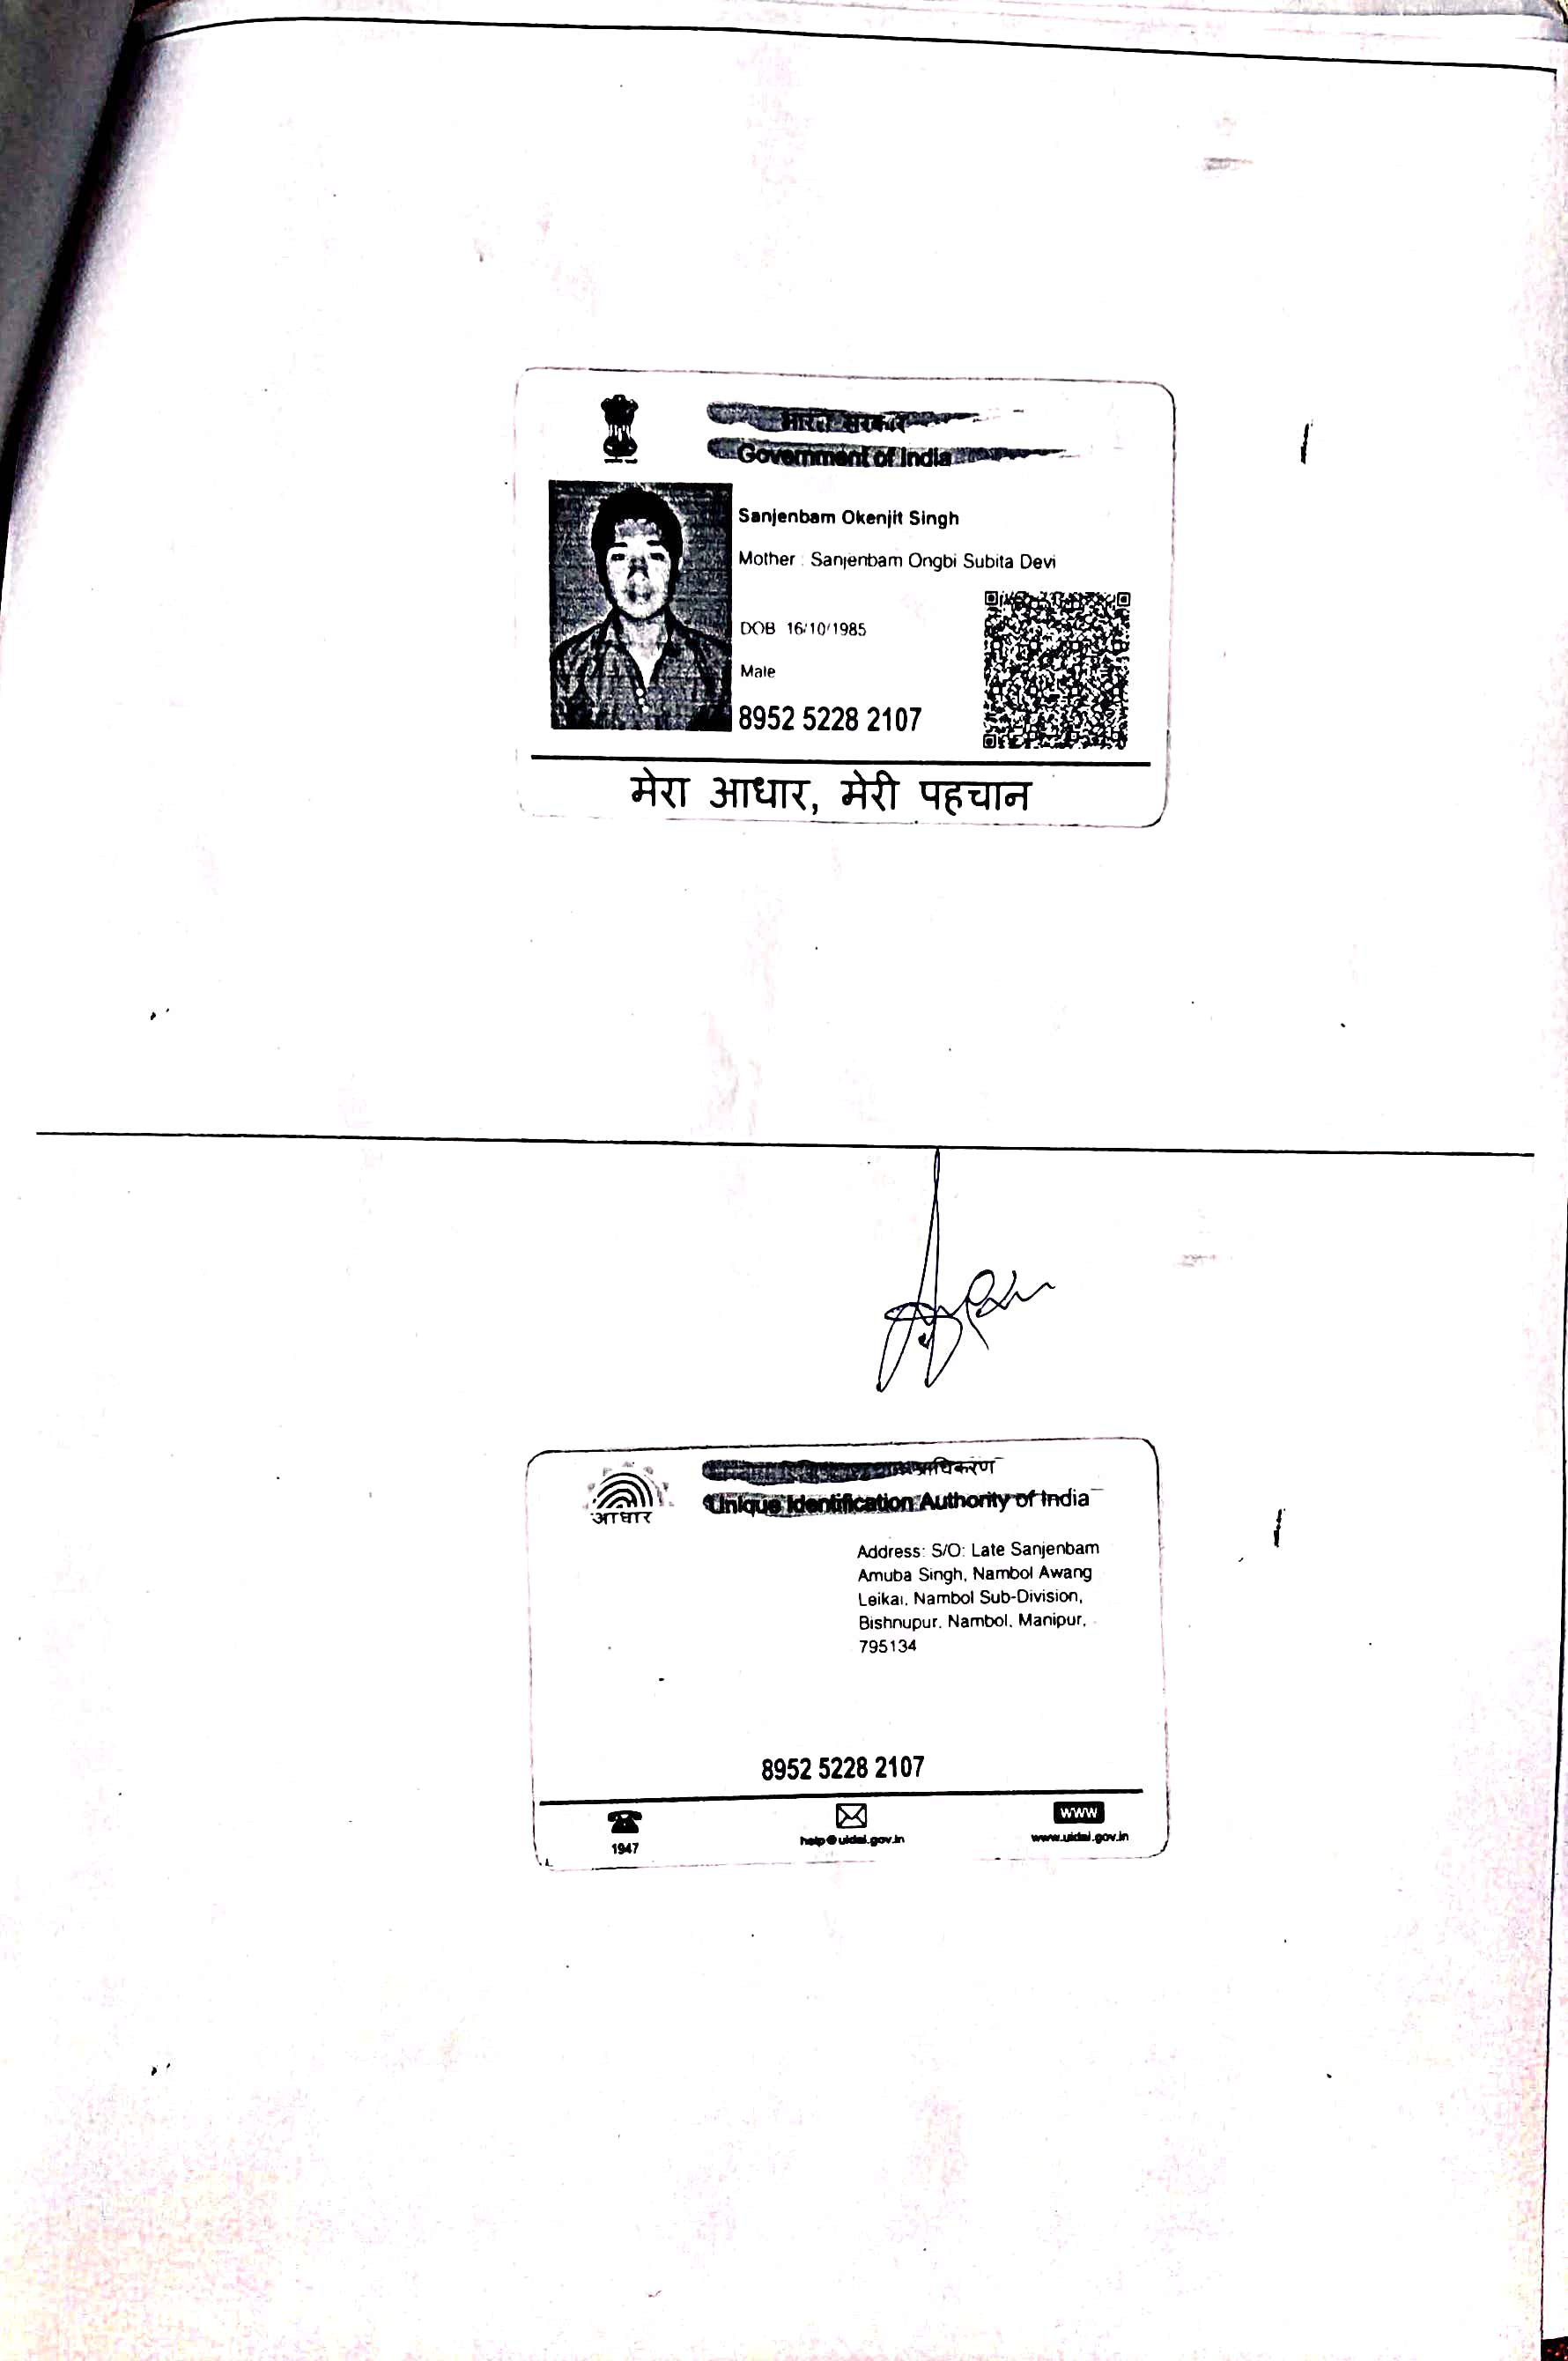 भारत सरकार
Government of India
Sanjenbam Okenjit Singh
Mother : Sanjenbam Ongbi Subita Devi
DOB 16/10/1985
Male
8952 5228 2107
मेरा आधार, मेरी पहचान
प्राधिकरण
आधार
Unique Identification Authority of India
Address: S/O: Late Sanjenbam
Amuba Singh, Nambol Awang
Leikai, Nambol Sub-Division,
Bishnupur, Nambol, Manipur,
795134
8952 5228 2107
1947
help@uidai.gov.in
www
www.uidai.gov.in